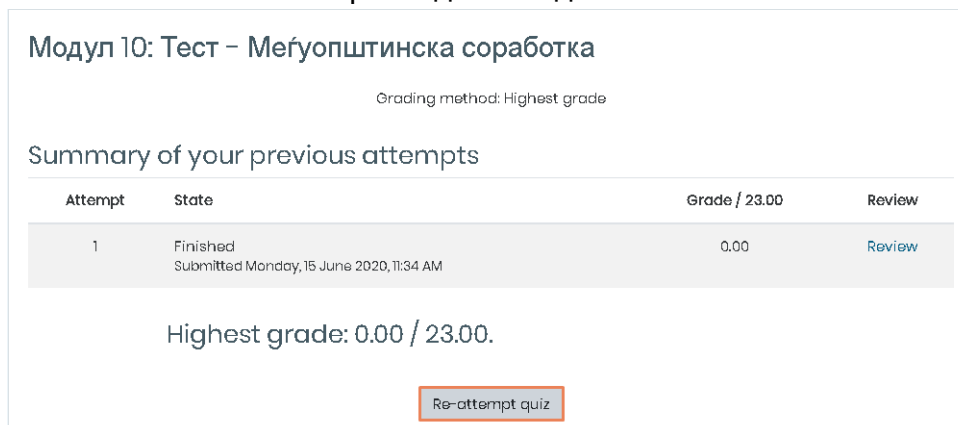 Модул 10: Тест - Меѓуопштинска соработка
Grading method: Highest grade
Summary of your previous attempts
Attempt State Grade / 23.00 Review
1 Finished 0.00 Review
Submitted Monday, 15 June 2020, 11:34 AM
Highest grade: 0.00 / 23.00.
Re-attempt quiz